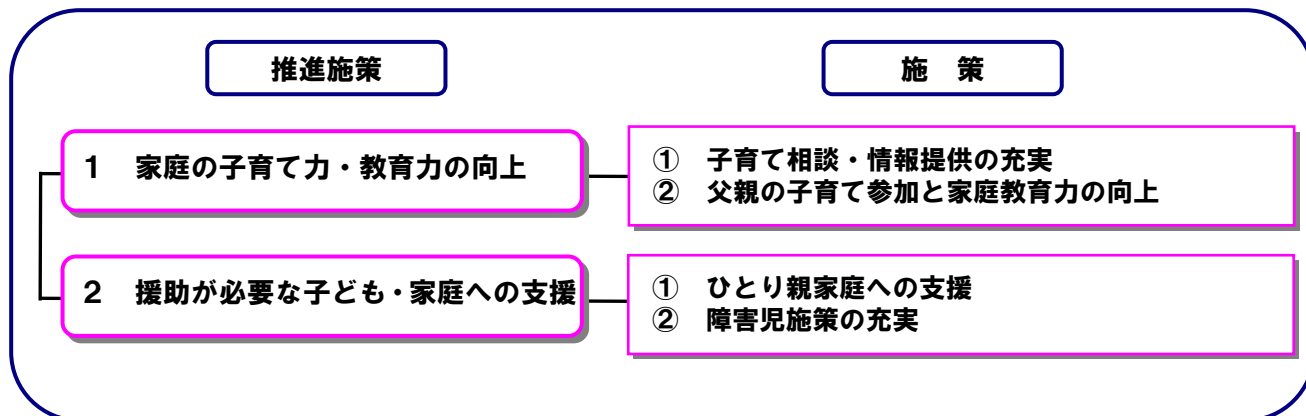 推進施策
施　策
1　家庭の子育て力・教育力の向上
①　子育て相談・情報提供の充実
②　父親の子育て参加と家庭教育力の向上
2　援助が必要な子ども・家庭への支援
①　ひとり親家庭への支援
②　障害児施策の充実